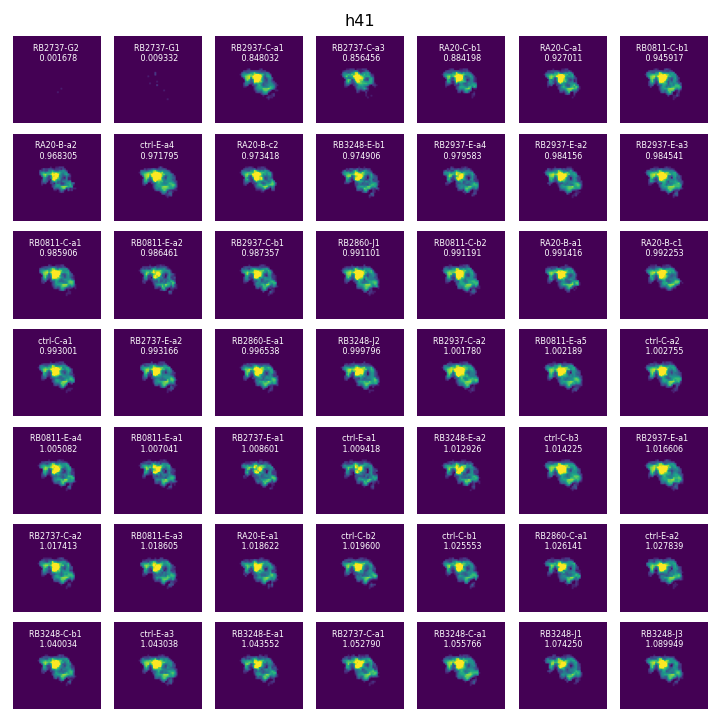 h41
RB2737-G2
0.001678
RB2737-G1
0.009332
RB2937-C-a1
0.848032
RB2737-C-a3
0.856456
RA20-C-b1
0.884198
RA20-C-a1
0.927011
RB0811-C-b1
0.945917
RA20-B-a2
0.968305
ctrl-E-a4
0.971795
RA20-B-c2
0.973418
RB3248-E-b1
0.974906
RB2937-E-a4
0.979583
RB2937-E-a2
0.984156
RB2937-E-a3
0.984541
RB0811-C-a1
0.985906
RB0811-E-a2
0.986461
RB2937-C-b1
0.987357
RB2860-J1
0.991101
RB0811-C-b2
0.991191
RA20-B-a1
0.991416
RA20-B-c1
0.992253
ctrl-C-a1
0.993001
RB2737-E-a2
0.993166
RB2860-E-a1
0.996538
RB3248-J2
0.999796
RB2937-C-a2
1.001780
RB0811-E-a5
1.002189
ctrl-C-a2
1.002755
RB0811-E-a4
1.005082
RB0811-E-a1
1.007041
RB2737-E-a1
1.008601
ctrl-E-a1
1.009418
RB3248-E-a2
1.012926
ctrl-C-b3
1.014225
RB2937-E-a1
1.016606
RB2737-C-a2
1.017413
RB0811-E-a3
1.018605
RA20-E-a1
1.018622
ctrl-C-b2
1.019600
ctrl-C-b1
1.025553
RB2860-C-a1
1.026141
ctrl-E-a2
1.027839
RB3248-C-b1
1.040034
ctrl-E-a3
1.043038
RB3248-E-a1
1.043552
RB2737-C-a1
1.052790
RB3248-C-a1
1.055766
RB3248-J1
1.074250
RB3248-J3
1.089949